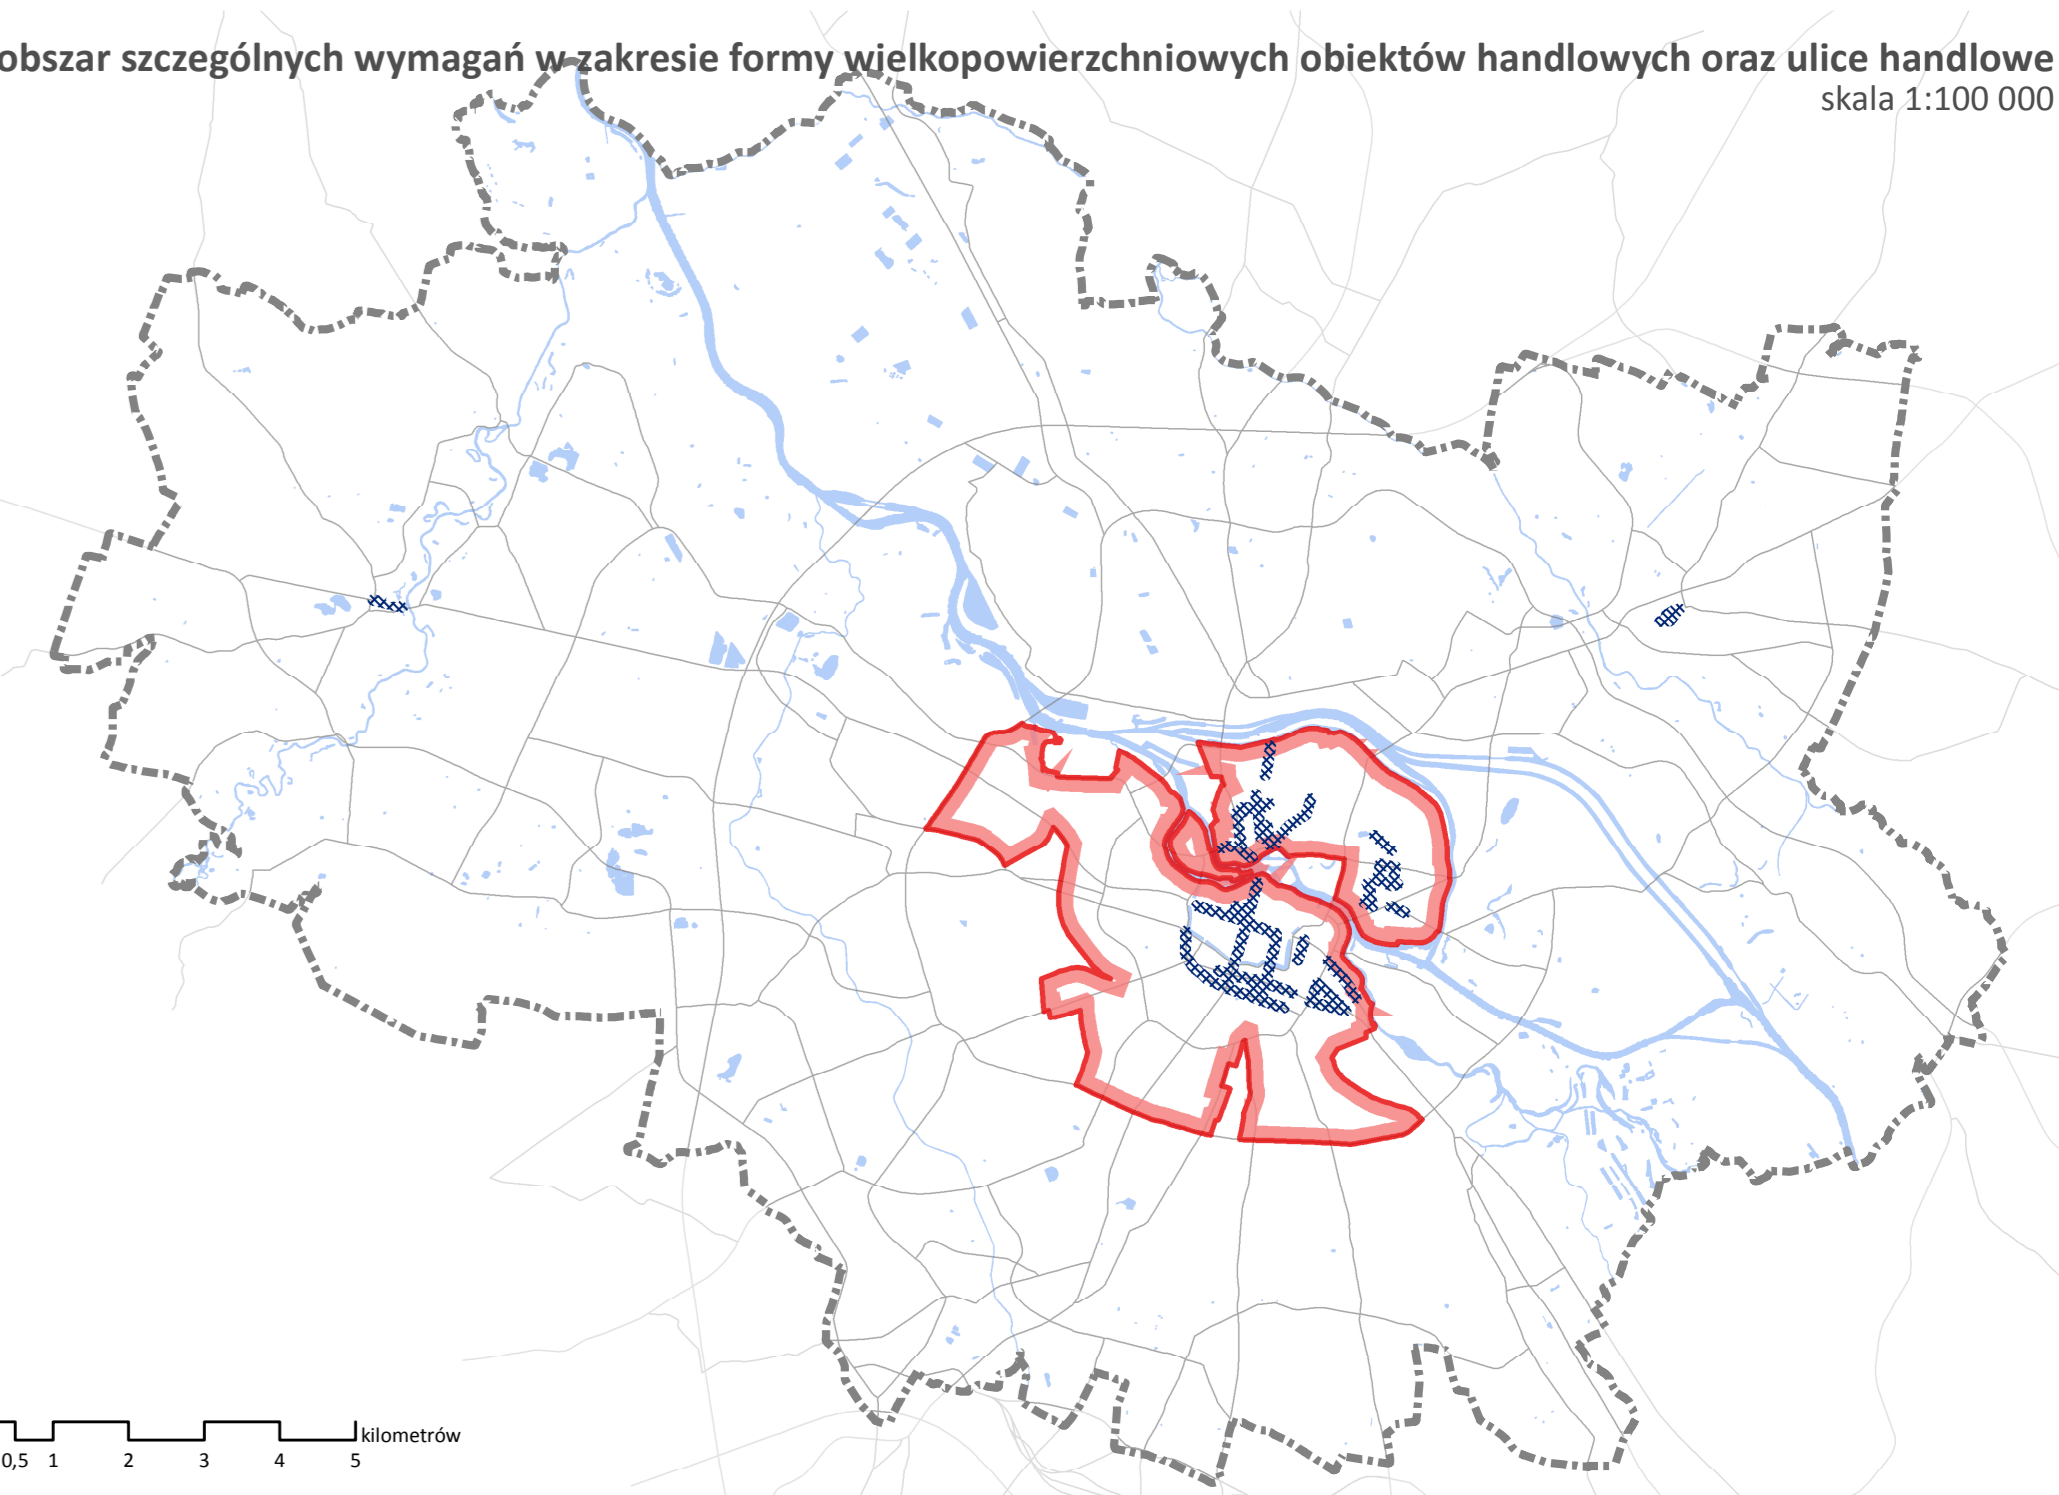 obszar szczególnych wymagań w zakresie formy wielkopowierzchniowych obiektów handlowych oraz ulice handlowe
skala 1:100 000
kilometrów
0,5 1 2 3 4 5